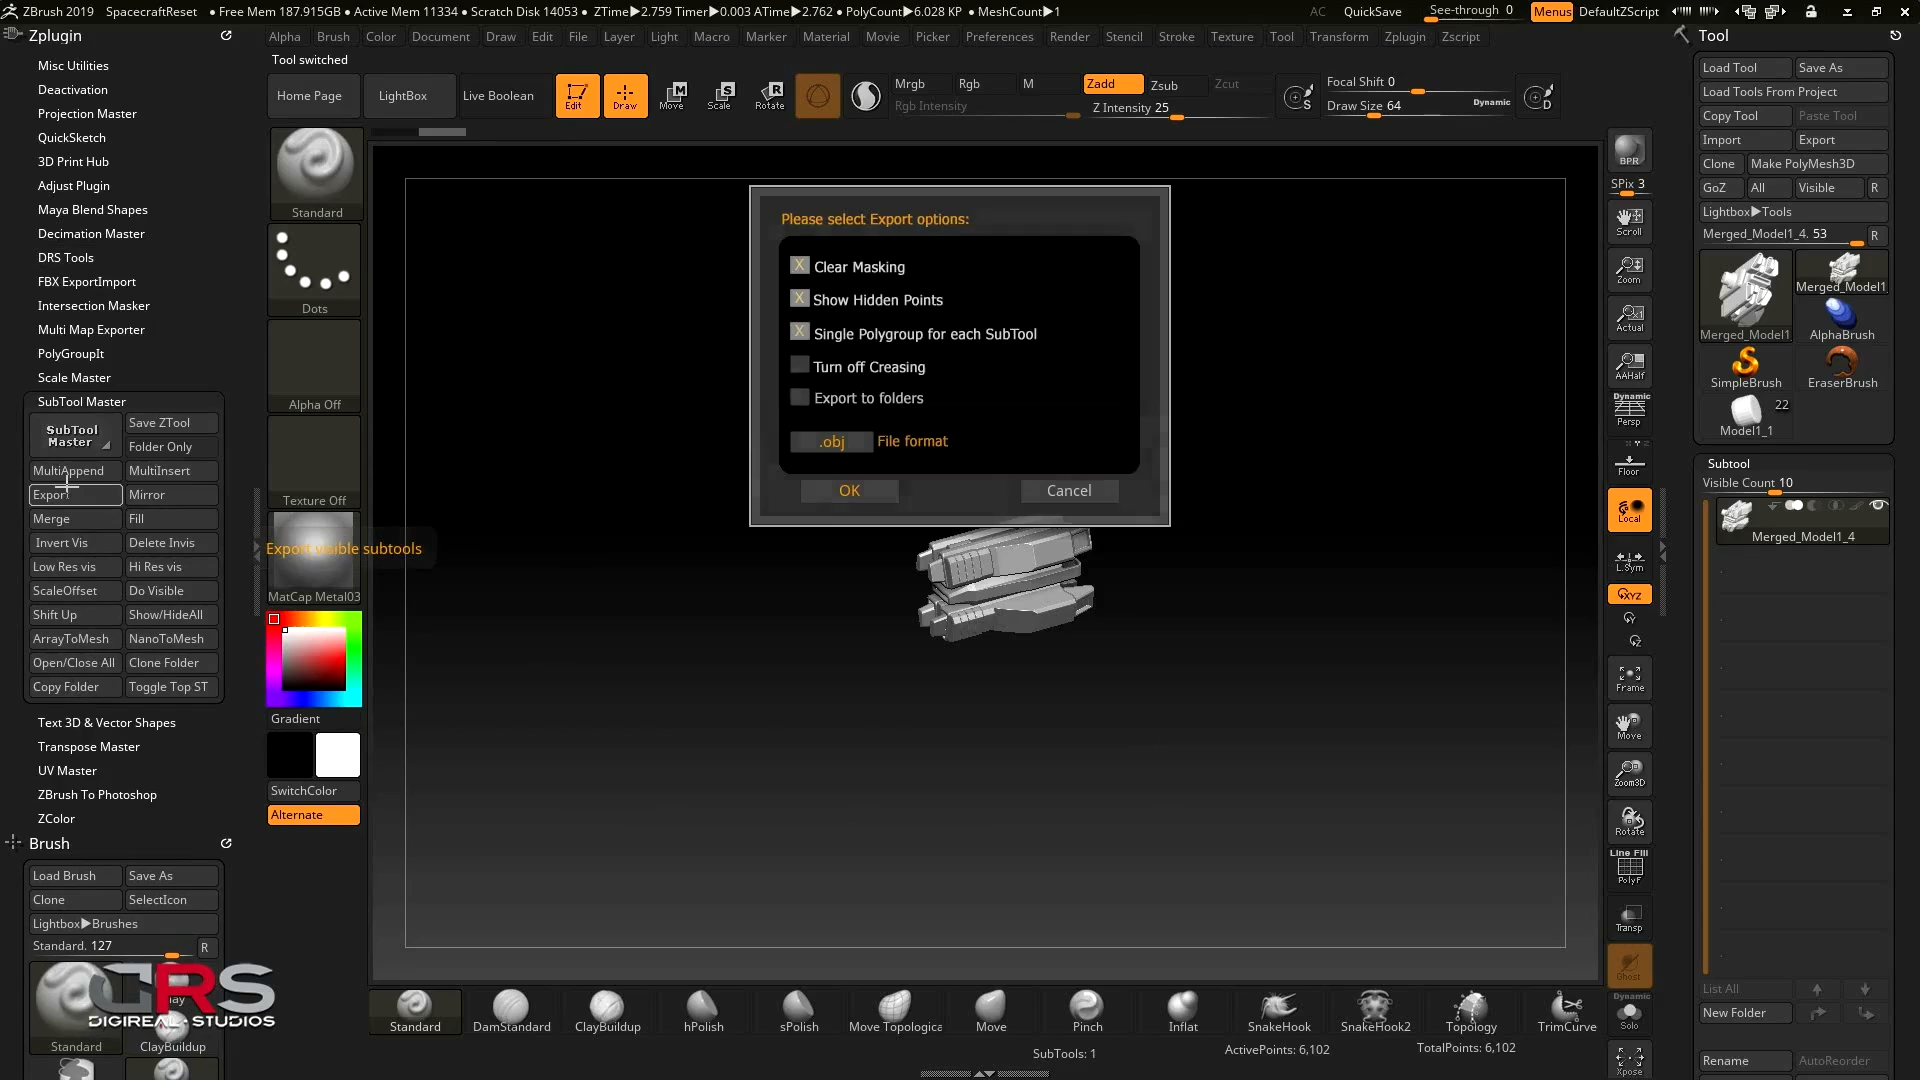 ZBrush 2019 SpacecraftReset ● Free Mem 187.915GB ● Active Mem 11334 ● Scratch Disk 14053 ● ZTime▶2.759 Timer▶0.003 ATime▶2.762 ● PolyCount▶6.028 KP ● MeshCount▶1 AC QuickSave See-through 0 Menus DefaultZScript
Zplugin
Alpha Brush Color Document Draw Edit File Layer Light Macro Marker Material Movie Picker Preferences Render Stencil Stroke Texture Tool Transform Zplugin Zscript
Tool switched
Home Page LightBox Live Boolean Edit Draw Move Scale Rotate
Mrgb Rgb M Zadd Zsub Zcut
Rgb Intensity Z Intensity 25
Focal Shift 0
Draw Size 64 Dynamic
Misc Utilities
Deactivation
Projection Master
QuickSketch
3D Print Hub
Adjust Plugin
Maya Blend Shapes
Decimation Master
DRS Tools
FBX ExportImport
Intersection Masker
Multi Map Exporter
PolyGroupIt
Scale Master
SubTool Master
SubTool Master Save ZTool
Folder Only
MultiAppend MultiInsert
Export Mirror
Merge Fill
Invert Vis Delete Invis
Low Res vis Hi Res vis
ScaleOffset Do Visible
Shift Up Show/HideAll
ArrayToMesh NanoToMesh
Open/Close All Clone Folder
Copy Folder Toggle Top ST
Text 3D & Vector Shapes
Transpose Master
UV Master
ZBrush To Photoshop
ZColor
Brush
Load Brush Save As
Clone SelectIcon
Lightbox▶Brushes
Standard. 127 R
DRS
DIGIREAL-STUDIOS
Standard ClayBuildup
Standard
Dots
Alpha Off
Texture Off
Export visible subtools
MatCap Metal03
Gradient
SwitchColor
Alternate
Please select Export options:
X Clear Masking
X Show Hidden Points
X Single Polygroup for each SubTool
Turn off Creasing
Export to folders
.obj File format
OK Cancel
Standard DamStandard ClayBuildup hPolish sPolish Move Topologica Move Pinch Inflat SnakeHook SnakeHook2 Topology TrimCurve
SubTools: 1 ActivePoints: 6,102 TotalPoints: 6,102
BPR
SPix 3
Scroll
Zoom
Actual
AAHalf
Dynamic
Persp
Floor
Local
L.Sym
XYZ
Y
Z
Frame
Move
Zoom3D
Rotate
Line Fill
PolyF
Transp
Ghost
Dynamic
Solo
Xpose
Tool
Load Tool Save As
Load Tools From Project
Copy Tool Paste Tool
Import Export
Clone Make PolyMesh3D
GoZ All Visible R
Lightbox▶Tools
Merged_Model1_4. 53 R
Merged_Model1 Merged_Model1_
AlphaBrush
SimpleBrush EraserBrush
22
Model1_1
Subtool
Visible Count 10
Merged_Model1_4
List All
New Folder
Rename AutoReorder